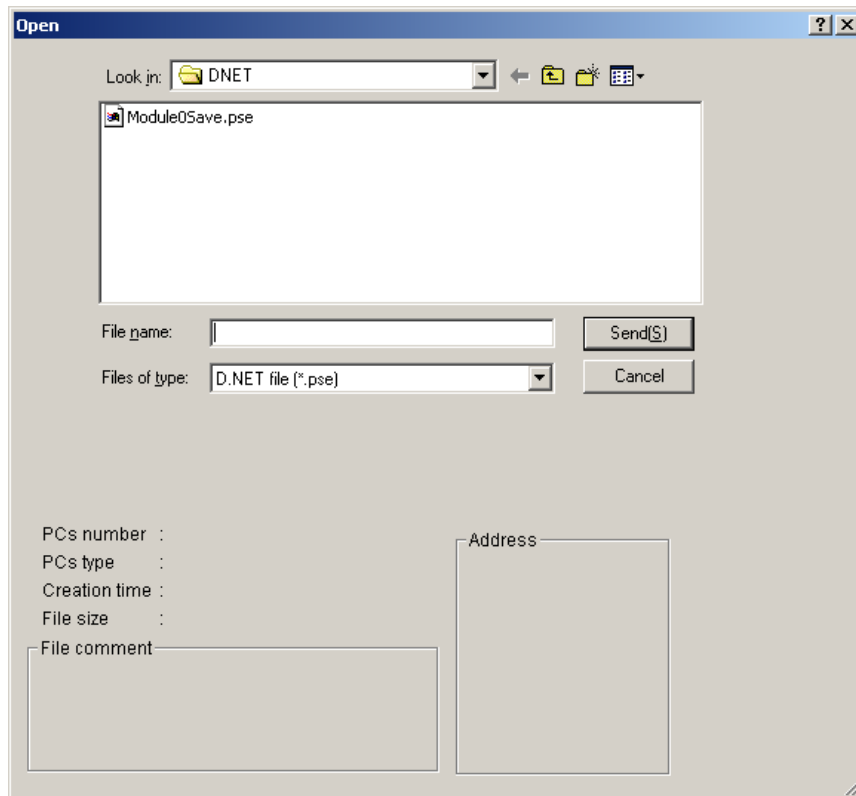 Open
Look in: DNET
Module0Save.pse
File name: Send(S)
Files of type: D.NET file (*.pse) Cancel
PCs number :
PCs type :
Creation time :
File size :
File comment
Address